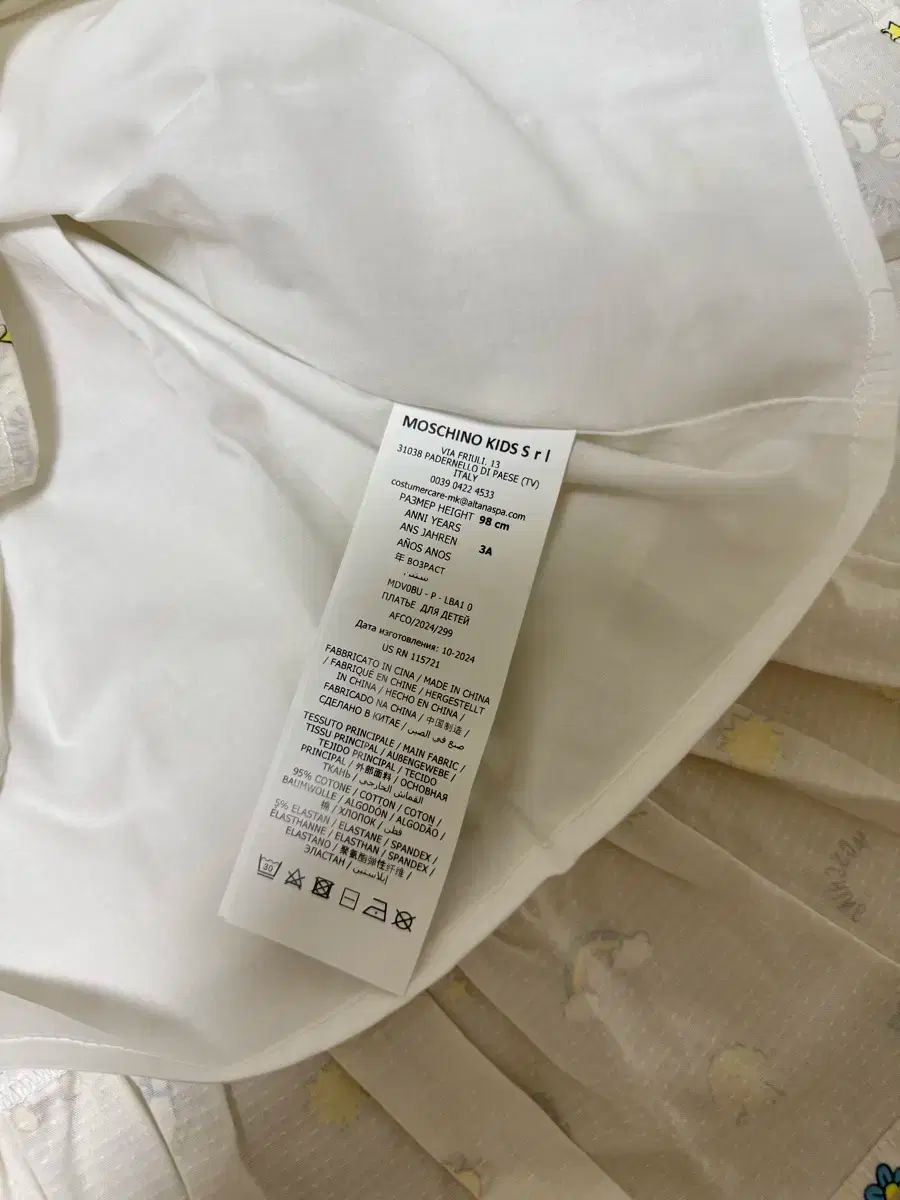 MOSCHINO KIDS S r l
VIA FRIULI, 13
31038 PADERNELLO DI PAESE (TV)
ITALY
0039 0422 4533
costumercare-mk@altanaspa.com
РАЗМЕР HEIGHT 98 cm
ANNI YEARS
ANS JAHREN 3A
AÑOS ANOS
年 ВОЗРАСТ
MDV0BU - P - LBA10
ПЛАТЬЕ ДЛЯ ДЕТЕЙ
AFCO/2024/299
Дата изготовления: 10-2024
US RN 115721
FABBRICATO IN CINA / MADE IN CHINA
/ FABRIQUÉ EN CHINE / HERGESTELLT
IN CHINA / HECHO EN CHINA /
FABRICADO NA CHINA / 中国制造 /
СДЕЛАНО В КИТАЕ / صنع في الصين
TESSUTO PRINCIPALE / MAIN FABRIC /
TISSU PRINCIPAL / AUßENGEWEBE /
TEJIDO PRINCIPAL / TECIDO
PRINCIPAL / 外部面料 / ОСНОВНАЯ
ТКАНЬ / القماش الخارجي
95% COTONE / COTTON / COTON /
BAUMWOLLE / ALGODÓN / ALGODÃO /
棉 / ХЛОПОК / قطن
5% ELASTAN / ELASTANE / SPANDEX /
ÉLASTHANNE / ELASTHAN / SPANDEX /
ELASTANO / 聚氨酯弹性纤维 /
ЭЛАСТАН / إيلاستين
30